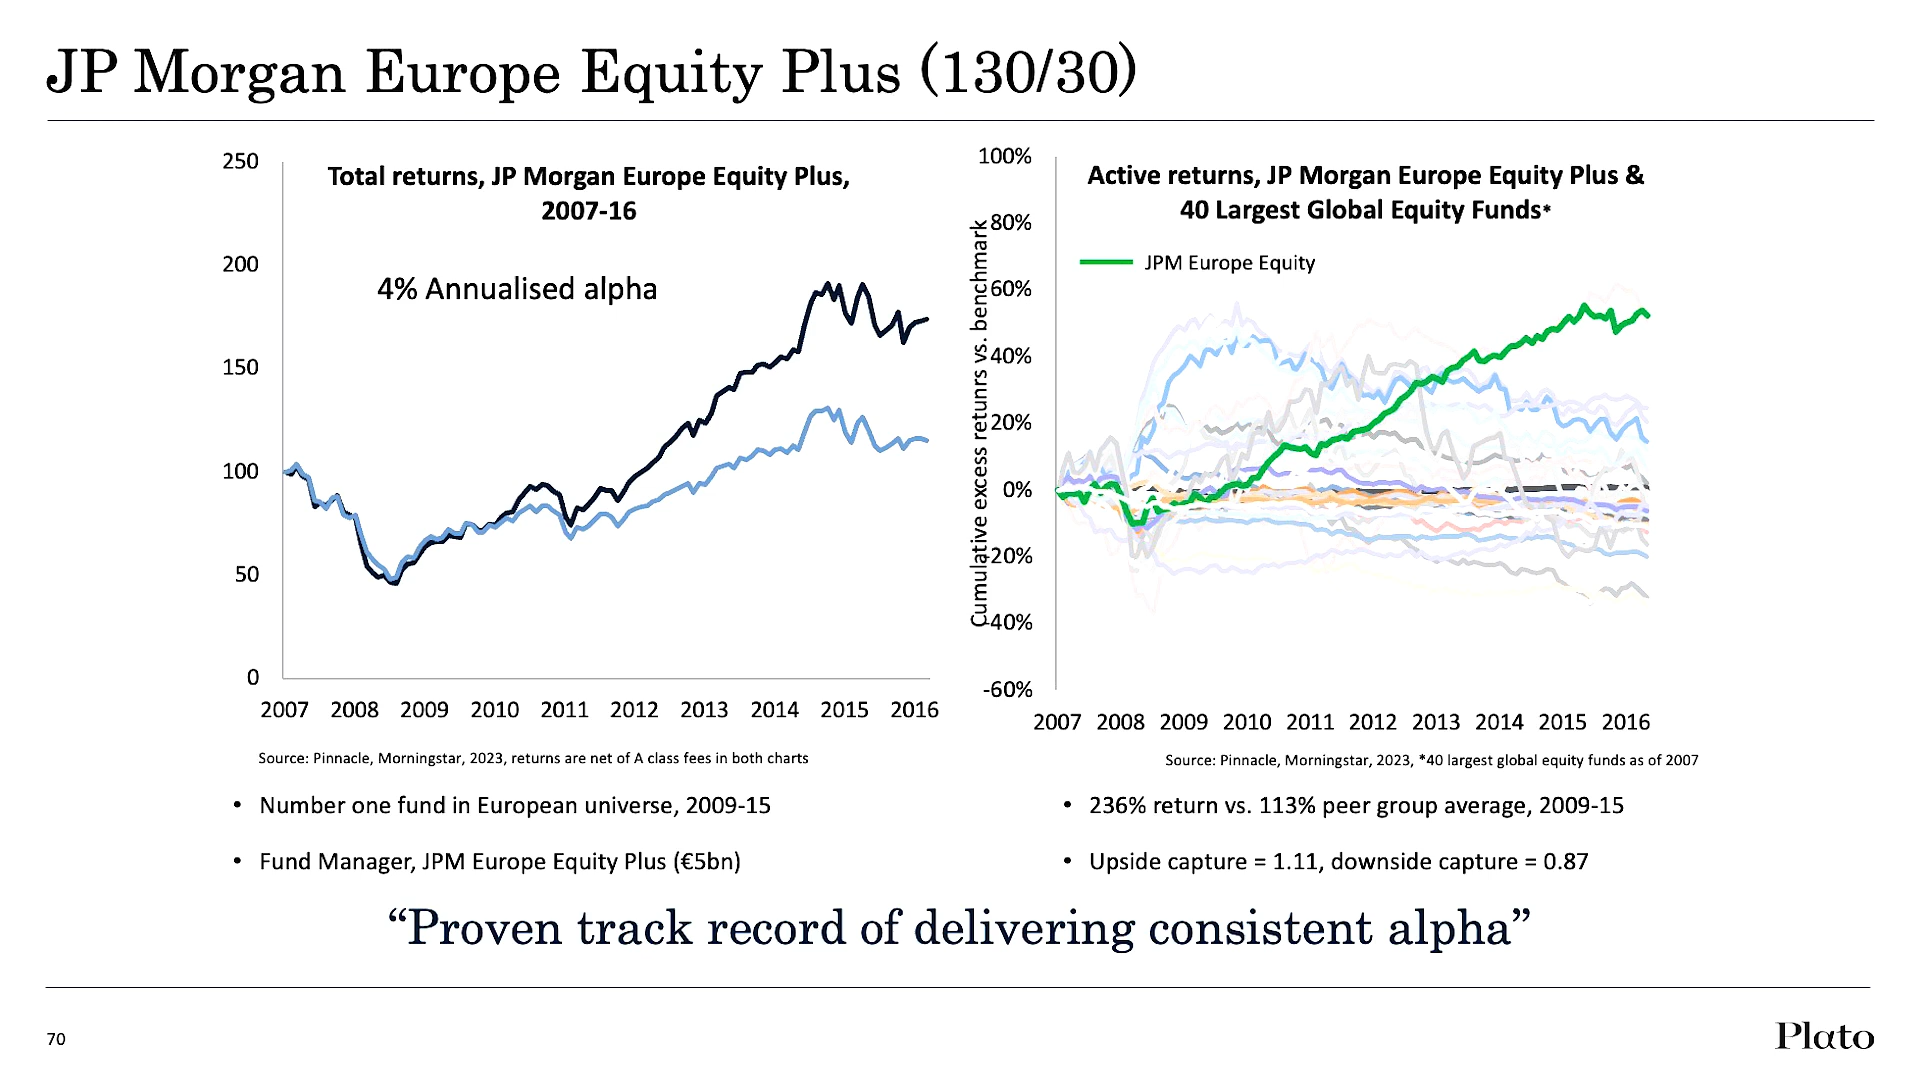 JP Morgan Europe Equity Plus (130/30)
Total returns, JP Morgan Europe Equity Plus,
2007-16
4% Annualised alpha
250
200
150
100
50
0
2007 2008 2009 2010 2011 2012 2013 2014 2015 2016
Source: Pinnacle, Morningstar, 2023, returns are net of A class fees in both charts
Active returns, JP Morgan Europe Equity Plus &
40 Largest Global Equity Funds*
JPM Europe Equity
Cumulative excess returnrs vs. benchmark
100%
80%
60%
40%
20%
0%
-20%
-40%
-60%
2007 2008 2009 2010 2011 2012 2013 2014 2015 2016
Source: Pinnacle, Morningstar, 2023, *40 largest global equity funds as of 2007
• Number one fund in European universe, 2009-15
• Fund Manager, JPM Europe Equity Plus (€5bn)
• 236% return vs. 113% peer group average, 2009-15
• Upside capture = 1.11, downside capture = 0.87
“Proven track record of delivering consistent alpha”
70
Plato